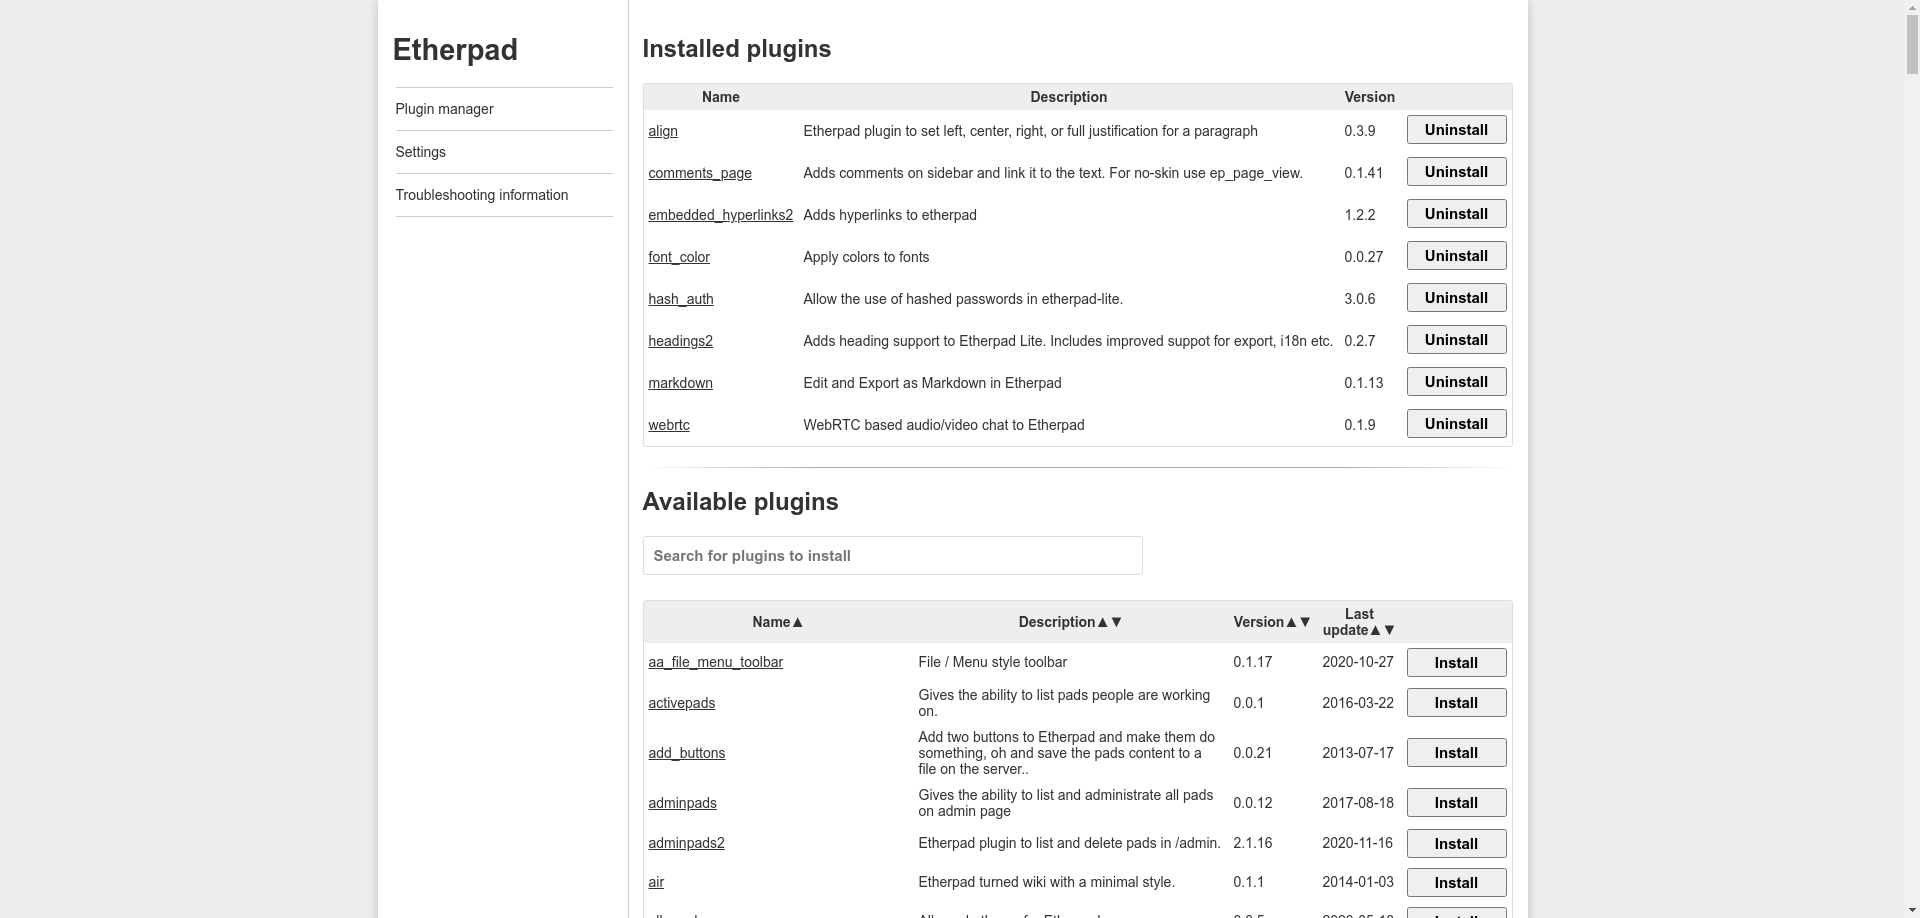 Etherpad
Plugin manager
Settings
Troubleshooting information
Installed plugins
Name Description Version
align Etherpad plugin to set left, center, right, or full justification for a paragraph 0.3.9 Uninstall
comments_page Adds comments on sidebar and link it to the text. For no-skin use ep_page_view. 0.1.41 Uninstall
embedded_hyperlinks2 Adds hyperlinks to etherpad 1.2.2 Uninstall
font_color Apply colors to fonts 0.0.27 Uninstall
hash_auth Allow the use of hashed passwords in etherpad-lite. 3.0.6 Uninstall
headings2 Adds heading support to Etherpad Lite. Includes improved suppot for export, i18n etc. 0.2.7 Uninstall
markdown Edit and Export as Markdown in Etherpad 0.1.13 Uninstall
webrtc WebRTC based audio/video chat to Etherpad 0.1.9 Uninstall
Available plugins
Search for plugins to install
Name▲ Description▲▼ Version▲▼ Last
update▲▼
aa_file_menu_toolbar File / Menu style toolbar 0.1.17 2020-10-27 Install
activepads Gives the ability to list pads people are working
on. 0.0.1 2016-03-22 Install
add_buttons Add two buttons to Etherpad and make them do
something, oh and save the pads content to a
file on the server.. 0.0.21 2013-07-17 Install
adminpads Gives the ability to list and administrate all pads
on admin page 0.0.12 2017-08-18 Install
adminpads2 Etherpad plugin to list and delete pads in /admin. 2.1.16 2020-11-16 Install
air Etherpad turned wiki with a minimal style. 0.1.1 2014-01-03 Install